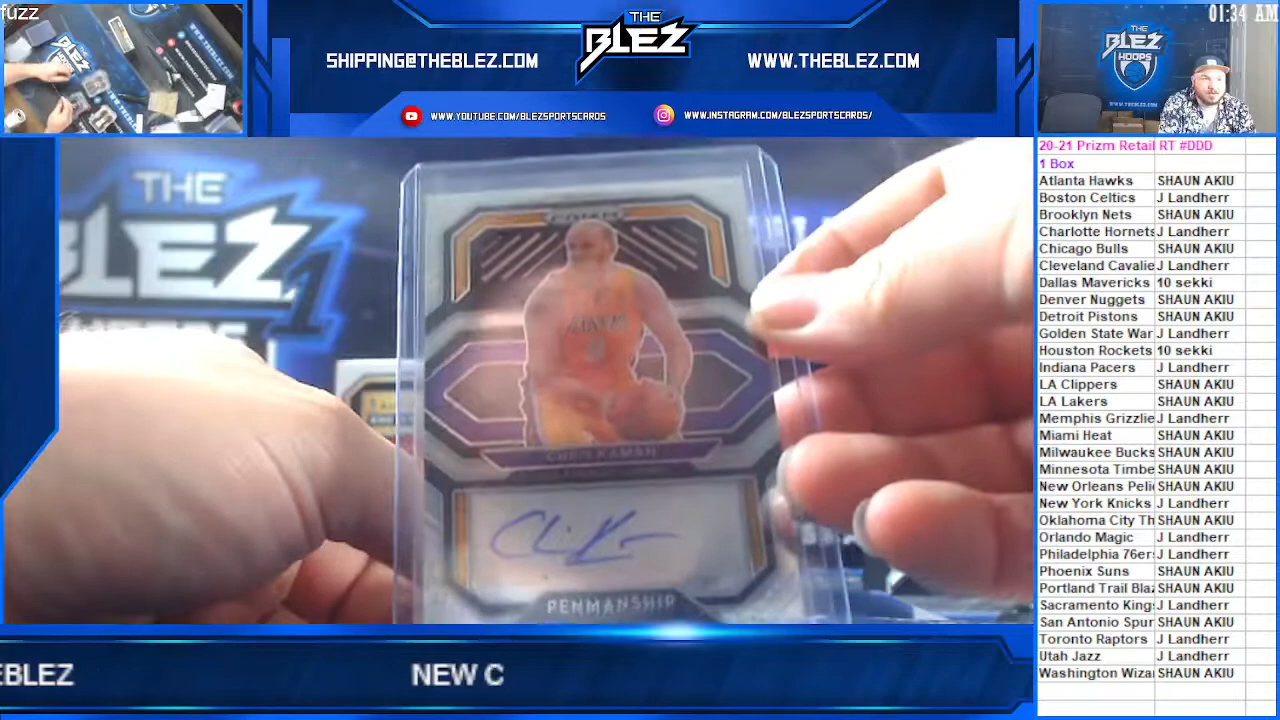 fuzz
THE
BLEZ
SHIPPING@THEBLEZ.COM
WWW.THEBLEZ.COM
WWW.YOUTUBE.COM/BLEZSPORTSCARDS
WWW.INSTAGRAM.COM/BLEZSPORTSCARDS/
01:34 AM
THE
BLEZ
HOOPS
20-21 Prizm Retail RT #DDD
1 Box
Atlanta Hawks SHAUN AKIU
Boston Celtics J Landherr
Brooklyn Nets SHAUN AKIU
Charlotte Hornets J Landherr
Chicago Bulls SHAUN AKIU
Cleveland Cavalie J Landherr
Dallas Mavericks 10 sekki
Denver Nuggets SHAUN AKIU
Detroit Pistons SHAUN AKIU
Golden State War J Landherr
Houston Rockets 10 sekki
Indiana Pacers J Landherr
LA Clippers SHAUN AKIU
LA Lakers SHAUN AKIU
Memphis Grizzlie J Landherr
Miami Heat SHAUN AKIU
Milwaukee Bucks SHAUN AKIU
Minnesota Timbe SHAUN AKIU
New Orleans Peli SHAUN AKIU
New York Knicks J Landherr
Oklahoma City Th SHAUN AKIU
Orlando Magic J Landherr
Philadelphia 76er J Landherr
Phoenix Suns SHAUN AKIU
Portland Trail Blaz SHAUN AKIU
Sacramento King J Landherr
San Antonio Spur SHAUN AKIU
Toronto Raptors J Landherr
Utah Jazz J Landherr
Washington Wiza SHAUN AKIU
THE
BLEZ
PRIZM
CHRIS KAMAN
PENMANSHIP
EBLEZ
NEW C